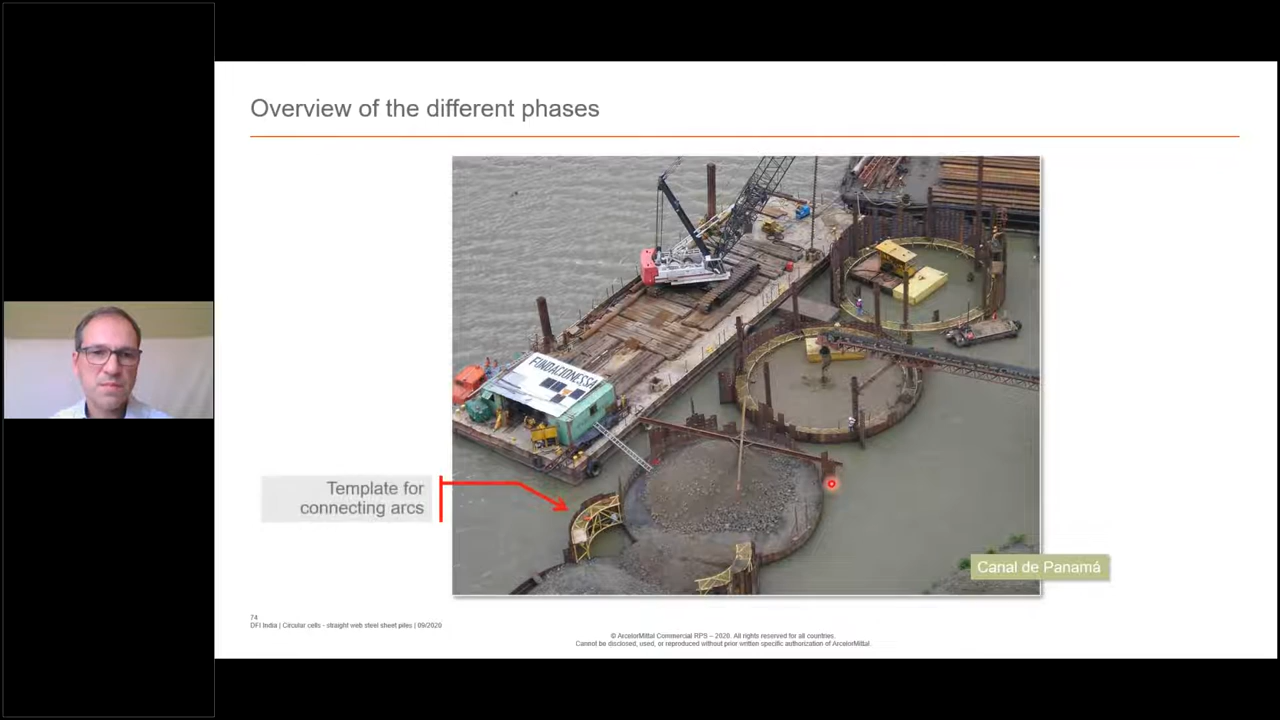 Overview of the different phases
FUNDACIONESSA
Template for
connecting arcs
Canal de Panamá
74
DFI India | Circular cells - straight web steel sheet piles | 09/2020
© ArcelorMittal Commercial RPS – 2020. All rights reserved for all countries.
Cannot be disclosed, used, or reproduced without prior written specific authorization of ArcelorMittal